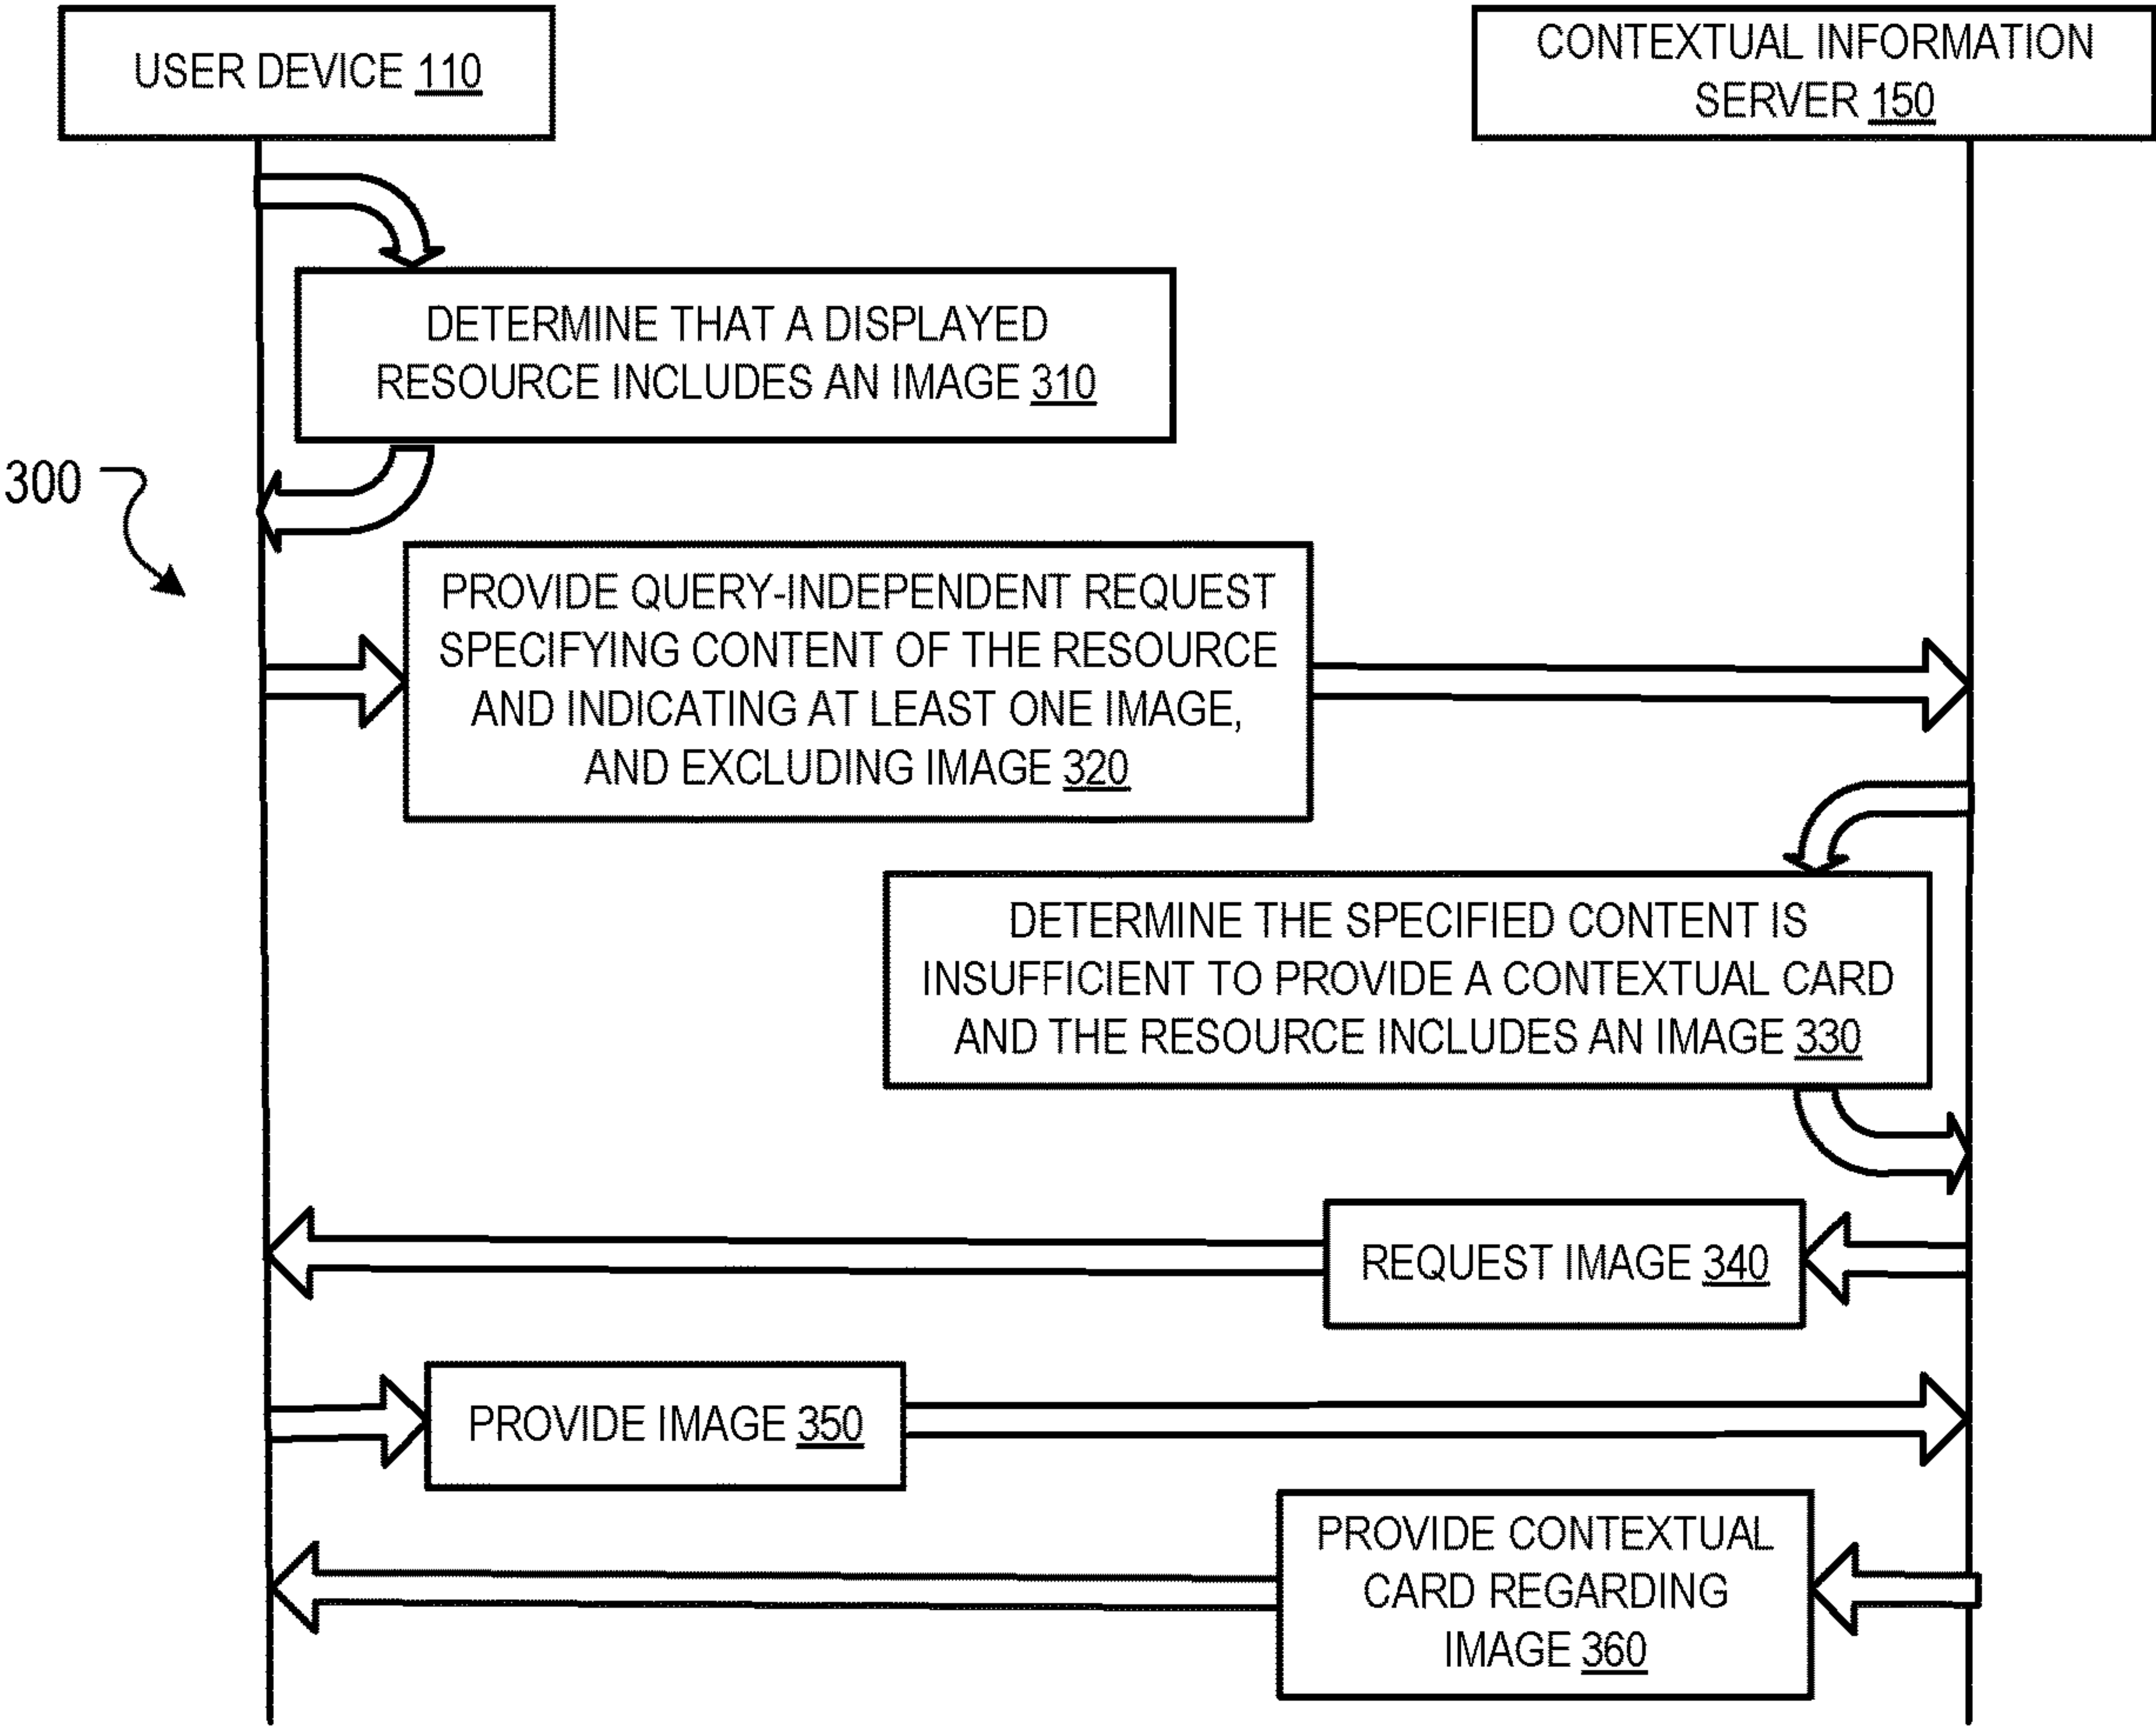 USER DEVICE 110
CONTEXTUAL INFORMATION
SERVER 150
DETERMINE THAT A DISPLAYED
RESOURCE INCLUDES AN IMAGE 310
300
PROVIDE QUERY-INDEPENDENT REQUEST
SPECIFYING CONTENT OF THE RESOURCE
AND INDICATING AT LEAST ONE IMAGE,
AND EXCLUDING IMAGE 320
DETERMINE THE SPECIFIED CONTENT IS
INSUFFICIENT TO PROVIDE A CONTEXTUAL CARD
AND THE RESOURCE INCLUDES AN IMAGE 330
REQUEST IMAGE 340
PROVIDE IMAGE 350
PROVIDE CONTEXTUAL
CARD REGARDING
IMAGE 360